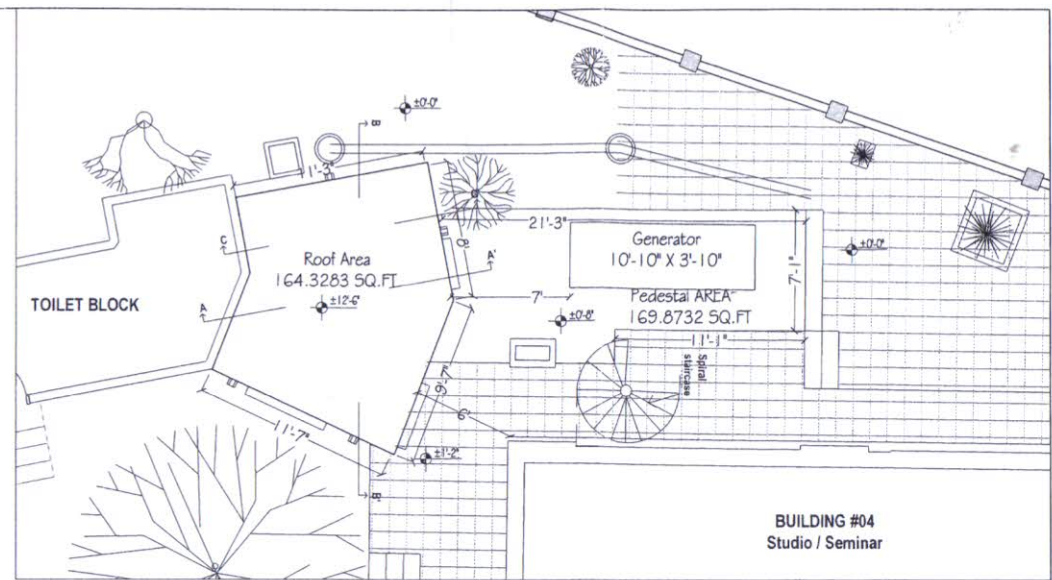 B
±0'-0"
1'-3"
21'-3"
Generator
10'-10" X 3'-10"
±0'-0"
C
8'
A'
7'-1"
Roof Area
164.3283 SQ.FT
7'
Pedestal AREA
169.8732 SQ.FT
TOILET BLOCK
A
±12'-6"
±0'-8"
11'-1"
Spiral
staircase
7'-6"
6'
11'-7"
±1'-2"
B'
BUILDING #04
Studio / Seminar